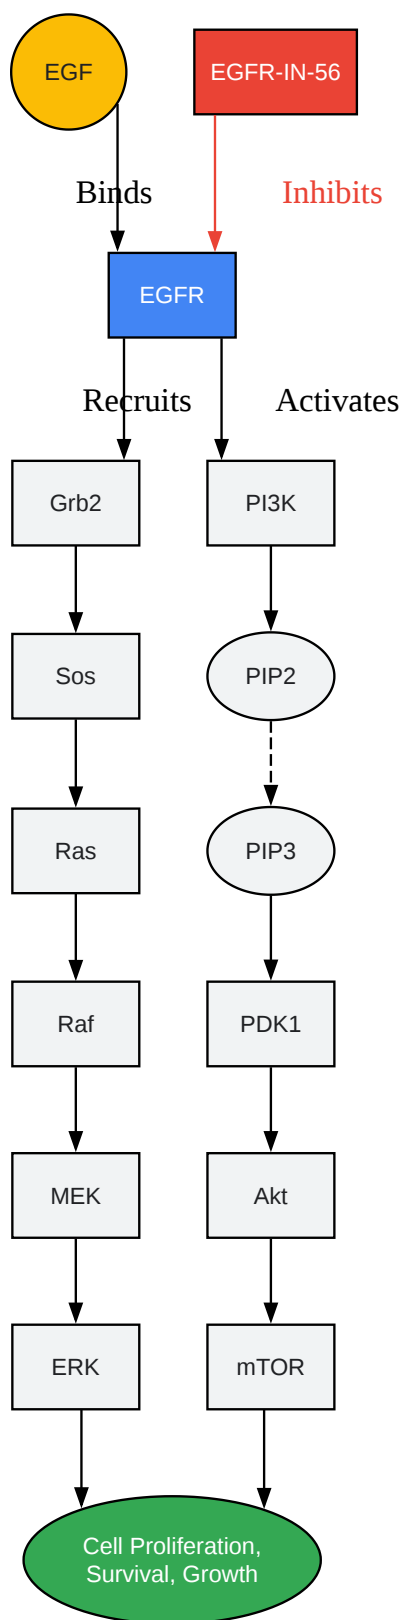 EGF
EGFR-IN-56
Binds
Inhibits
EGFR
Recruits
Activates
Grb2
PI3K
Sos
PIP2
Ras
PIP3
Raf
PDK1
MEK
Akt
ERK
mTOR
Cell Proliferation,
Survival, Growth